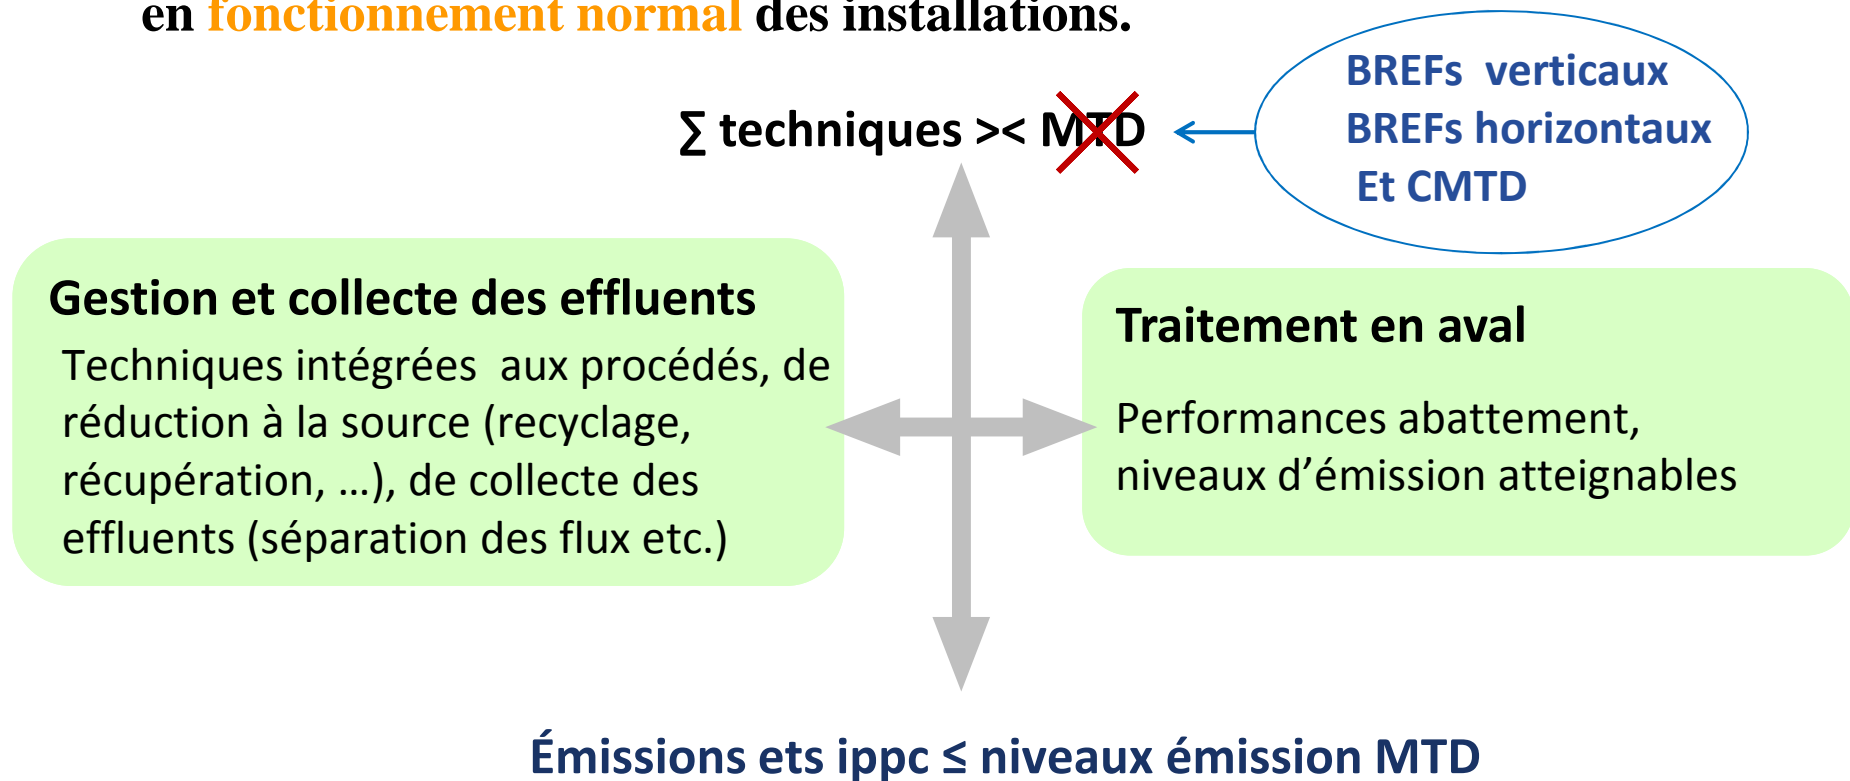 en fonctionnement normal des installations.
BREFs verticaux
∑ techniques >< MTD
BREFs horizontaux
Et CMTD
Gestion et collecte des effluents
Techniques intégrées aux procédés, de
réduction à la source (recyclage,
récupération, …), de collecte des
effluents (séparation des flux etc.)
Traitement en aval
Performances abattement,
niveaux d’émission atteignables
Émissions ets ippc ≤ niveaux émission MTD